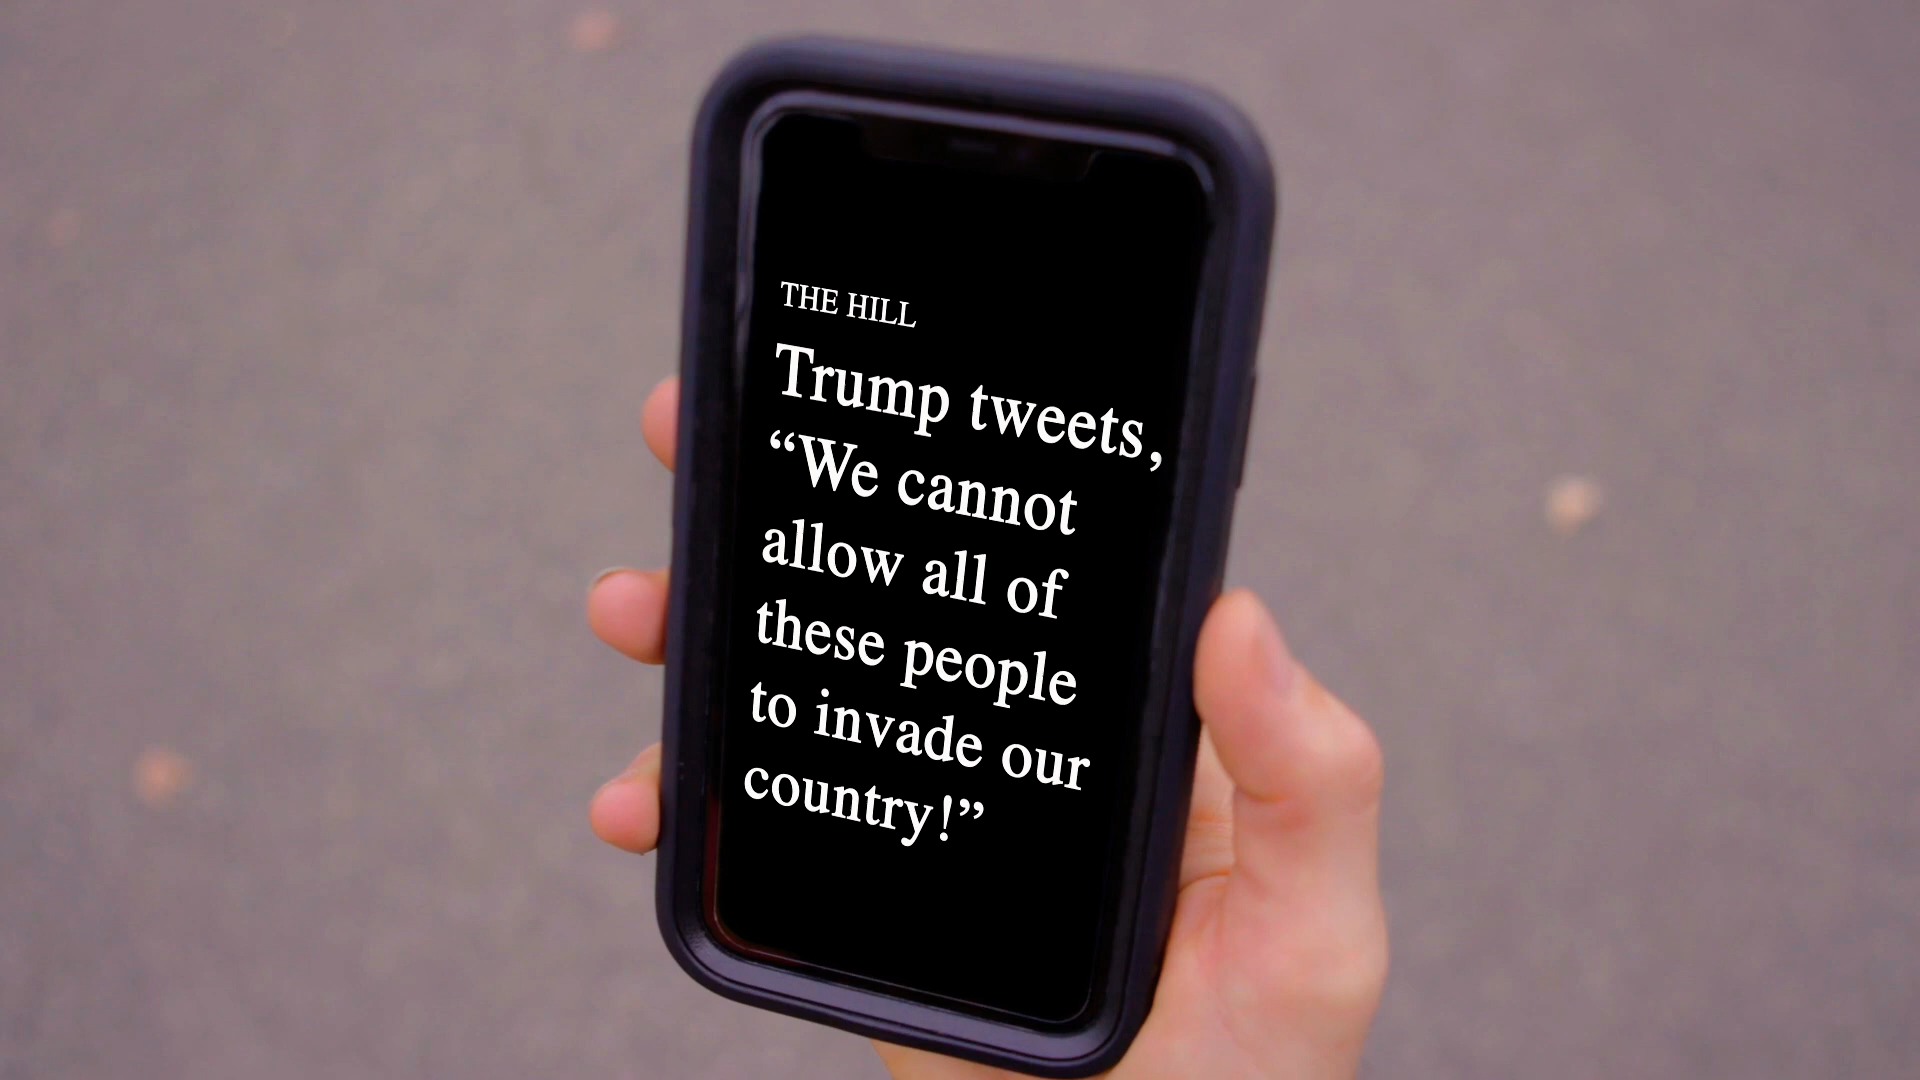 THE HILL
Trump tweets,
“We cannot
allow all of
these people
to invade our
country!”